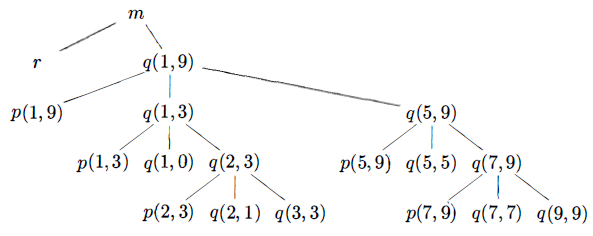 m
r q(1, 9)
p(1, 9) q(1, 3) q(5, 9)
p(1, 3) q(1, 0) q(2, 3) p(5, 9) q(5, 5) q(7, 9)
p(2, 3) q(2, 1) q(3, 3) p(7, 9) q(7, 7) q(9, 9)